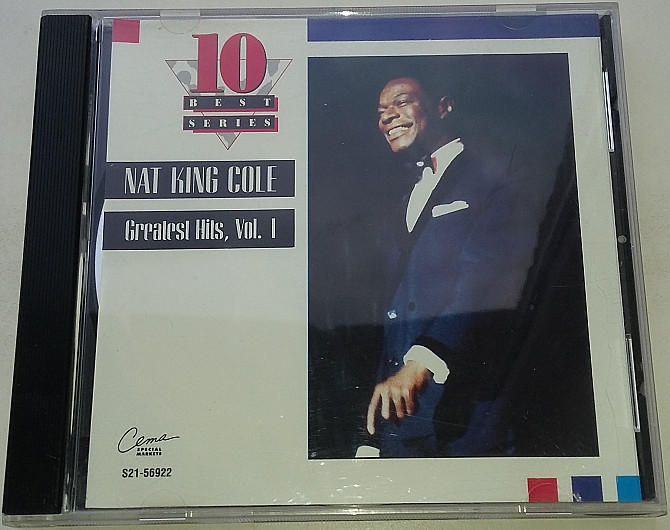 10
BEST
SERIES
NAT KING COLE
Greatest Hits, Vol. 1
Cema
SPECIAL
MARKETS
S21-56922